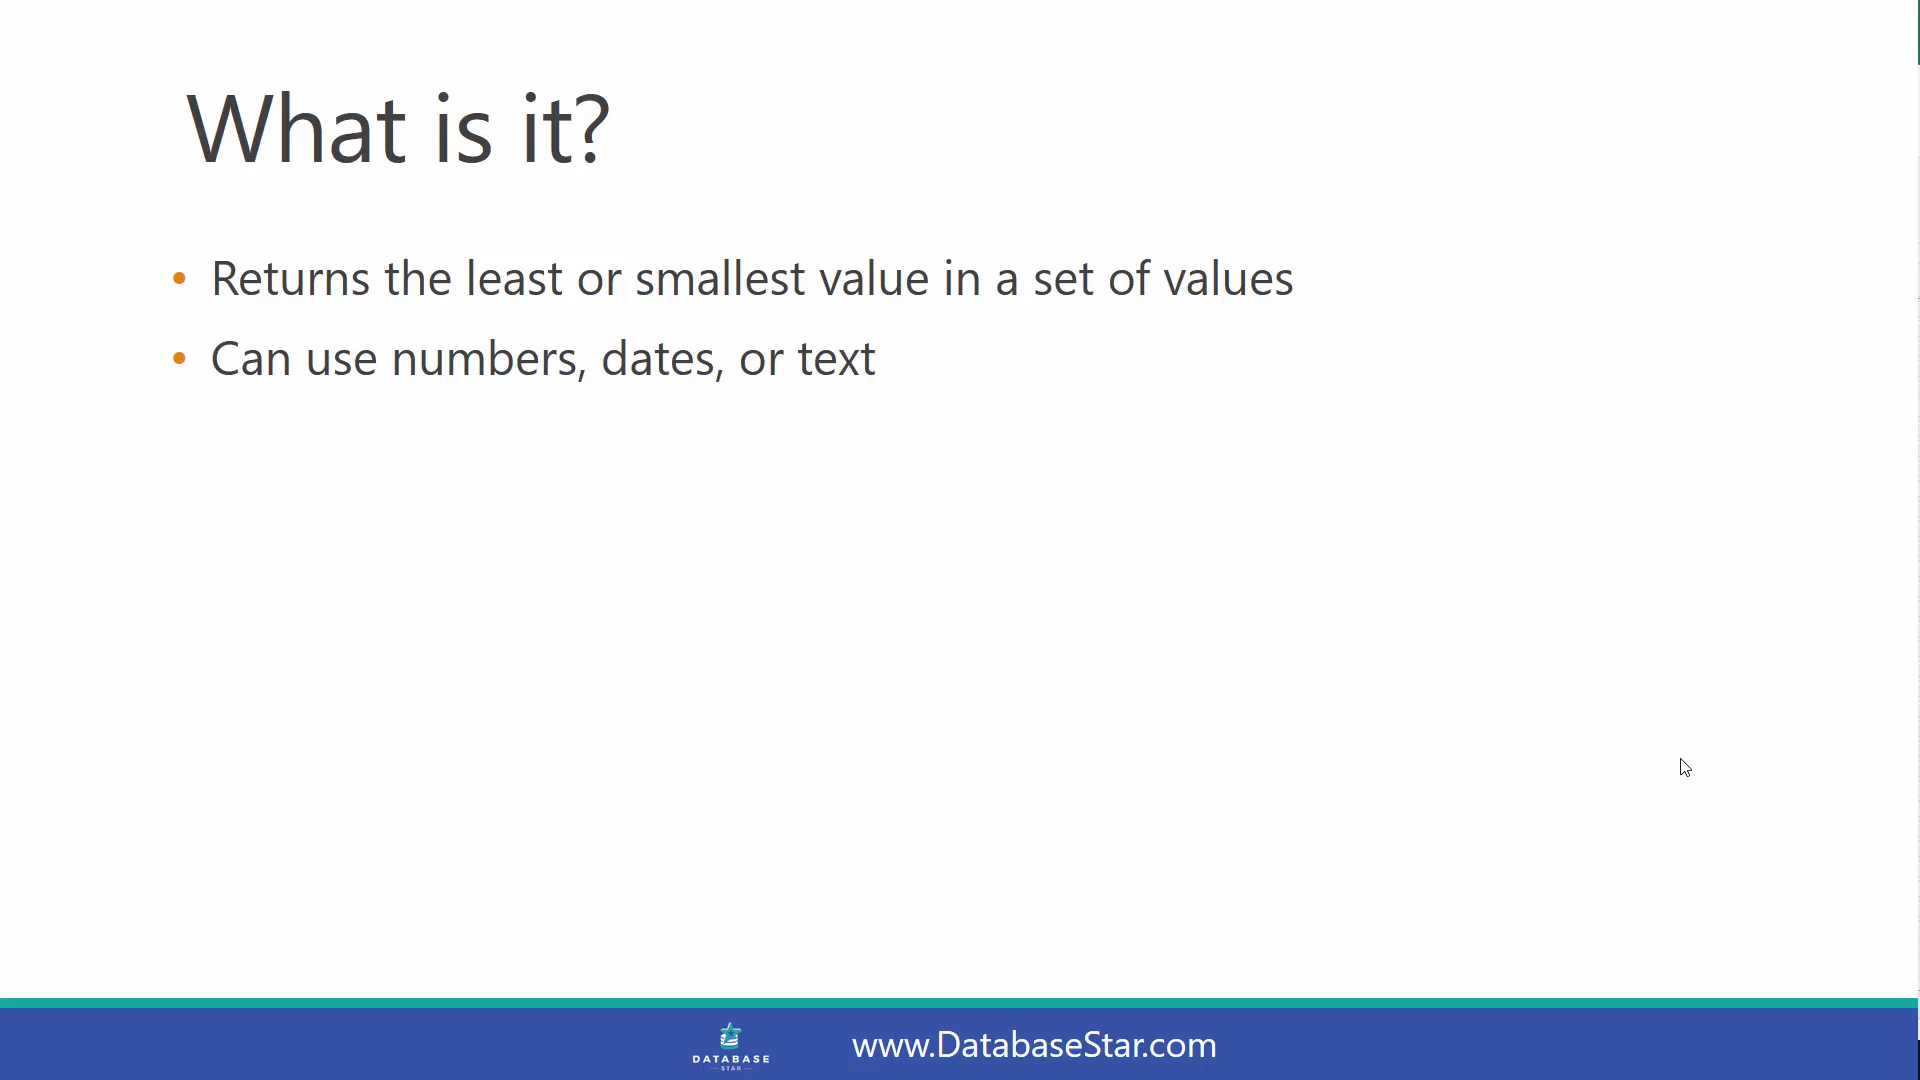 What is it?
• Returns the least or smallest value in a set of values
• Can use numbers, dates, or text
DATABASE
STAR
www.DatabaseStar.com